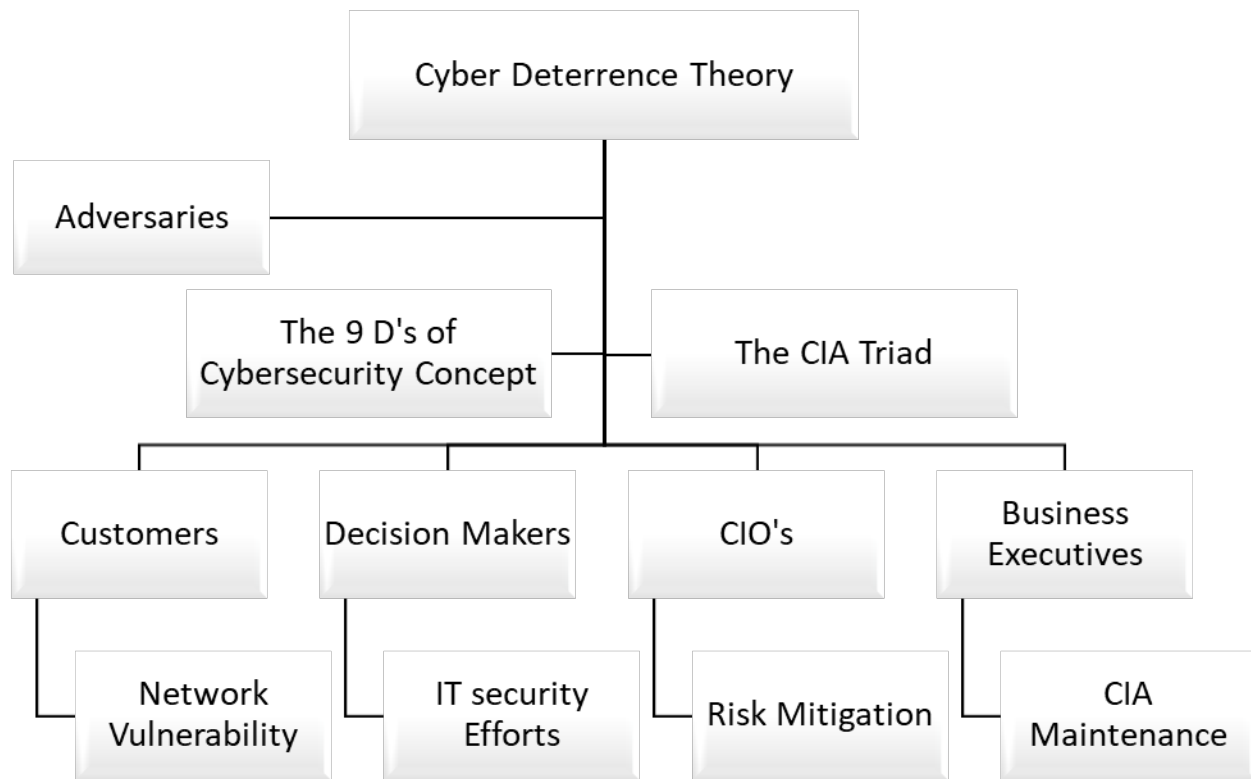 Cyber Deterrence Theory
Adversaries
The 9 D's of
Cybersecurity Concept
The CIA Triad
Customers
Decision Makers
CIO's
Business
Executives
Network
Vulnerability
IT security
Efforts
Risk Mitigation
CIA
Maintenance